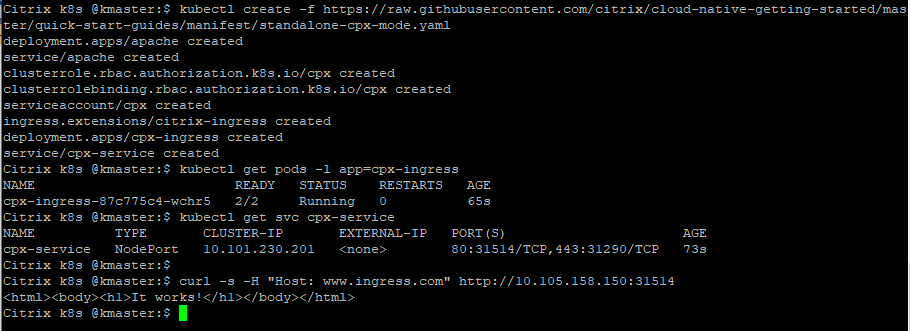 Citrix k8s @kmaster:$ kubectl create -f https://raw.githubusercontent.com/citrix/cloud-native-getting-started/mas
ter/quick-start-guides/manifest/standalone-cpx-mode.yaml
deployment.apps/apache created
service/apache created
clusterrole.rbac.authorization.k8s.io/cpx created
clusterrolebinding.rbac.authorization.k8s.io/cpx created
serviceaccount/cpx created
ingress.extensions/citrix-ingress created
deployment.apps/cpx-ingress created
service/cpx-service created
Citrix k8s @kmaster:$ kubectl get pods -l app=cpx-ingress
NAME READY STATUS RESTARTS AGE
cpx-ingress-87c775c4-wchr5 2/2 Running 0 65s
Citrix k8s @kmaster:$ kubectl get svc cpx-service
NAME TYPE CLUSTER-IP EXTERNAL-IP PORT(S) AGE
cpx-service NodePort 10.101.230.201 <none> 80:31514/TCP,443:31290/TCP 73s
Citrix k8s @kmaster:$
Citrix k8s @kmaster:$ curl -s -H "Host: www.ingress.com" http://10.105.158.150:31514
<html><body><h1>It works!</h1></body></html>
Citrix k8s @kmaster:$